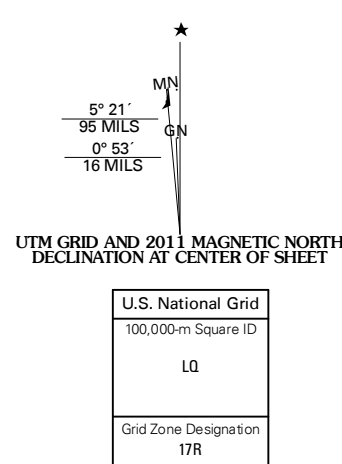 MN
5° 21´
95 MILS
GN
0° 53´
16 MILS
UTM GRID AND 2011 MAGNETIC NORTH
DECLINATION AT CENTER OF SHEET
U.S. National Grid
100,000-m Square ID
LQ
Grid Zone Designation
17R